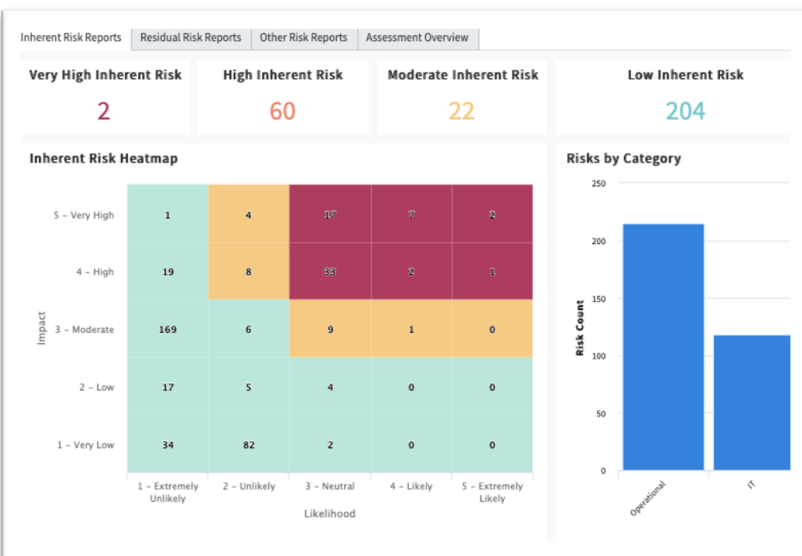 Inherent Risk Reports Residual Risk Reports Other Risk Reports Assessment Overview
Very High Inherent Risk High Inherent Risk Moderate Inherent Risk Low Inherent Risk
2 60 22 204
Inherent Risk Heatmap
5 – Very High 1 4 17 7 2
4 – High 19 8 33 2 1
3 – Moderate 169 6 9 1 0
2 – Low 17 5 4 0 0
1 – Very Low 34 82 2 0 0
Impact
1 – Extremely Unlikely
2 – Unlikely
3 – Neutral
4 – Likely
5 – Extremely Likely
Likelihood
Risks by Category
250
200
150
100
50
0
Risk Count
Operational
IT